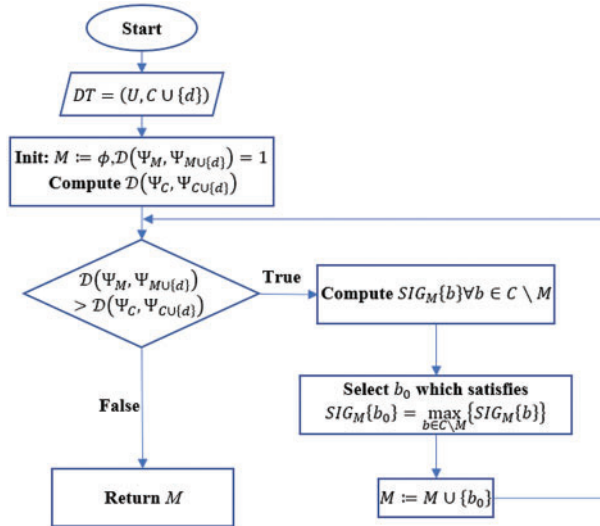 Start
DT = (U, C ∪ {d})
Init: M ≔ ϕ,𝒟(Ψ_M, Ψ_{M∪{d}}) = 1
Compute 𝒟(Ψ_C, Ψ_{C∪{d}})
𝒟(Ψ_M, Ψ_{M∪{d}})
> 𝒟(Ψ_C, Ψ_{C∪{d}})
True
Compute SIG_M{b}∀b ∈ C \ M
False
Select b_0 which satisfies
SIG_M{b_0} = max_{b∈C\M}{SIG_M{b}}
Return M
M ≔ M ∪ {b_0}